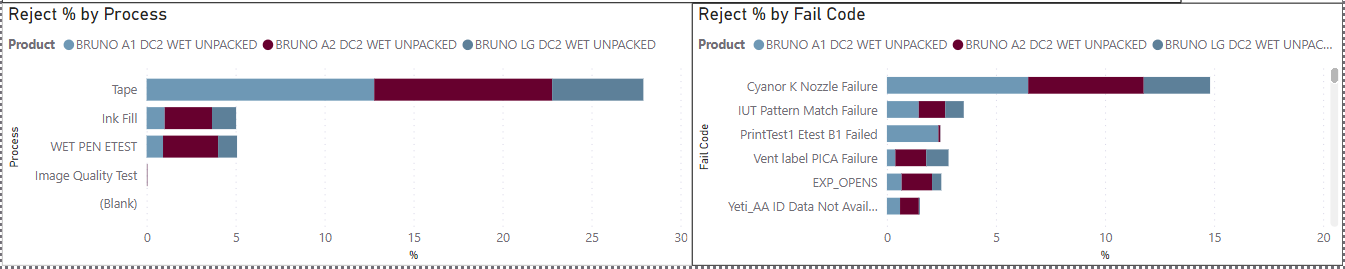 Reject % by Process
Product BRUNO A1 DC2 WET UNPACKED BRUNO A2 DC2 WET UNPACKED BRUNO LG DC2 WET UNPACKED
Process
Tape
Ink Fill
WET PEN ETEST
Image Quality Test
(Blank)
0 5 10 15 20 25 30
%
Reject % by Fail Code
Product BRUNO A1 DC2 WET UNPACKED BRUNO A2 DC2 WET UNPACKED BRUNO LG DC2 WET UNPAC...
Fail Code
Cyanor K Nozzle Failure
IUT Pattern Match Failure
PrintTest1 Etest B1 Failed
Vent label PICA Failure
EXP_OPENS
Yeti_AA ID Data Not Avail...
0 5 10 15 20
%